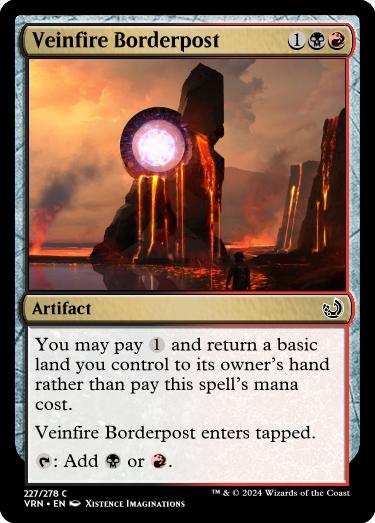 Veinfire Borderpost 1
Artifact
You may pay 1 and return a basic
land you control to its owner's hand
rather than pay this spell's mana
cost.
Veinfire Borderpost enters tapped.
: Add or .
227/278 C
VRN • EN Xistence Imaginations
™ & © 2024 Wizards of the Coast